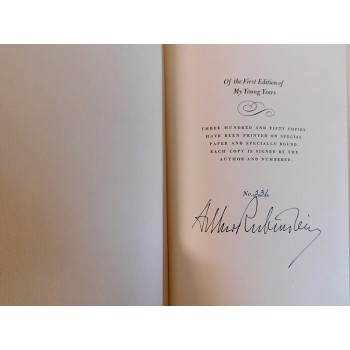 Of the First Edition of
My Young Years
THREE HUNDRED AND FIFTY COPIES
HAVE BEEN PRINTED ON SPECIAL
PAPER AND SPECIALLY BOUND.
EACH COPY IS SIGNED BY THE
AUTHOR AND NUMBERED.
No. 336
Arthur Rubinstein